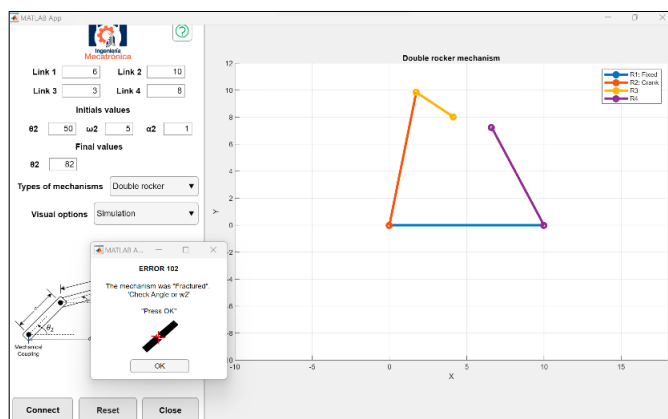 MATLAB App
Ingeniería
Mecatrónica
?
Link 1 6 Link 2 10
Link 3 3 Link 4 8
Initials values
θ2 50 ω2 5 α2 1
Final values
θ2 82
Types of mechanisms Double rocker
Visual options Simulation
MATLAB A...
ERROR 102
The mechanism was "Fractured".
'Check Angle or w2'
"Press OK"
OK
θ2
Mechanical
Coupling
Connect Reset Close
Double rocker mechanism
R1: Fixed
R2: Crank
R3
R4
12
10
8
6
4
2
0
-2
-4
-6
-8
-10
Y
-10 -5 0 5 10 15
X